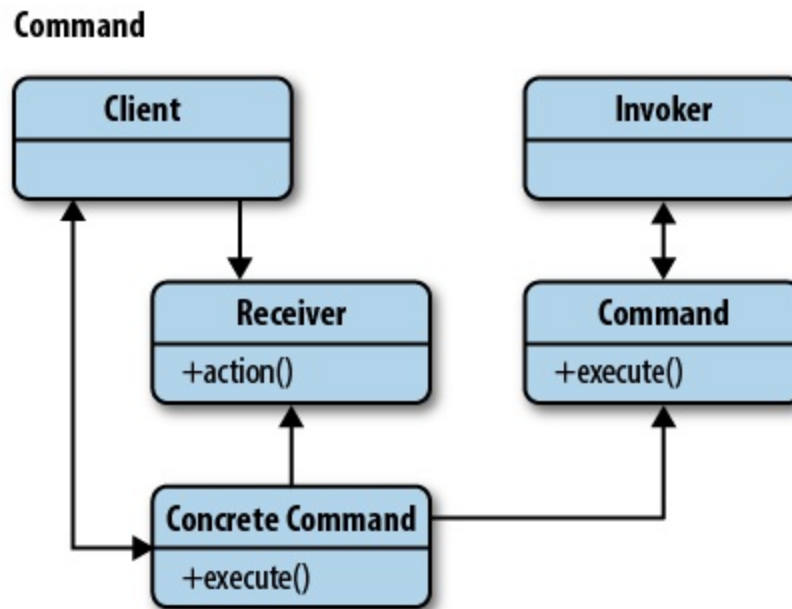 Command
Client
Invoker
Receiver
+action()
Command
+execute()
Concrete Command
+execute()